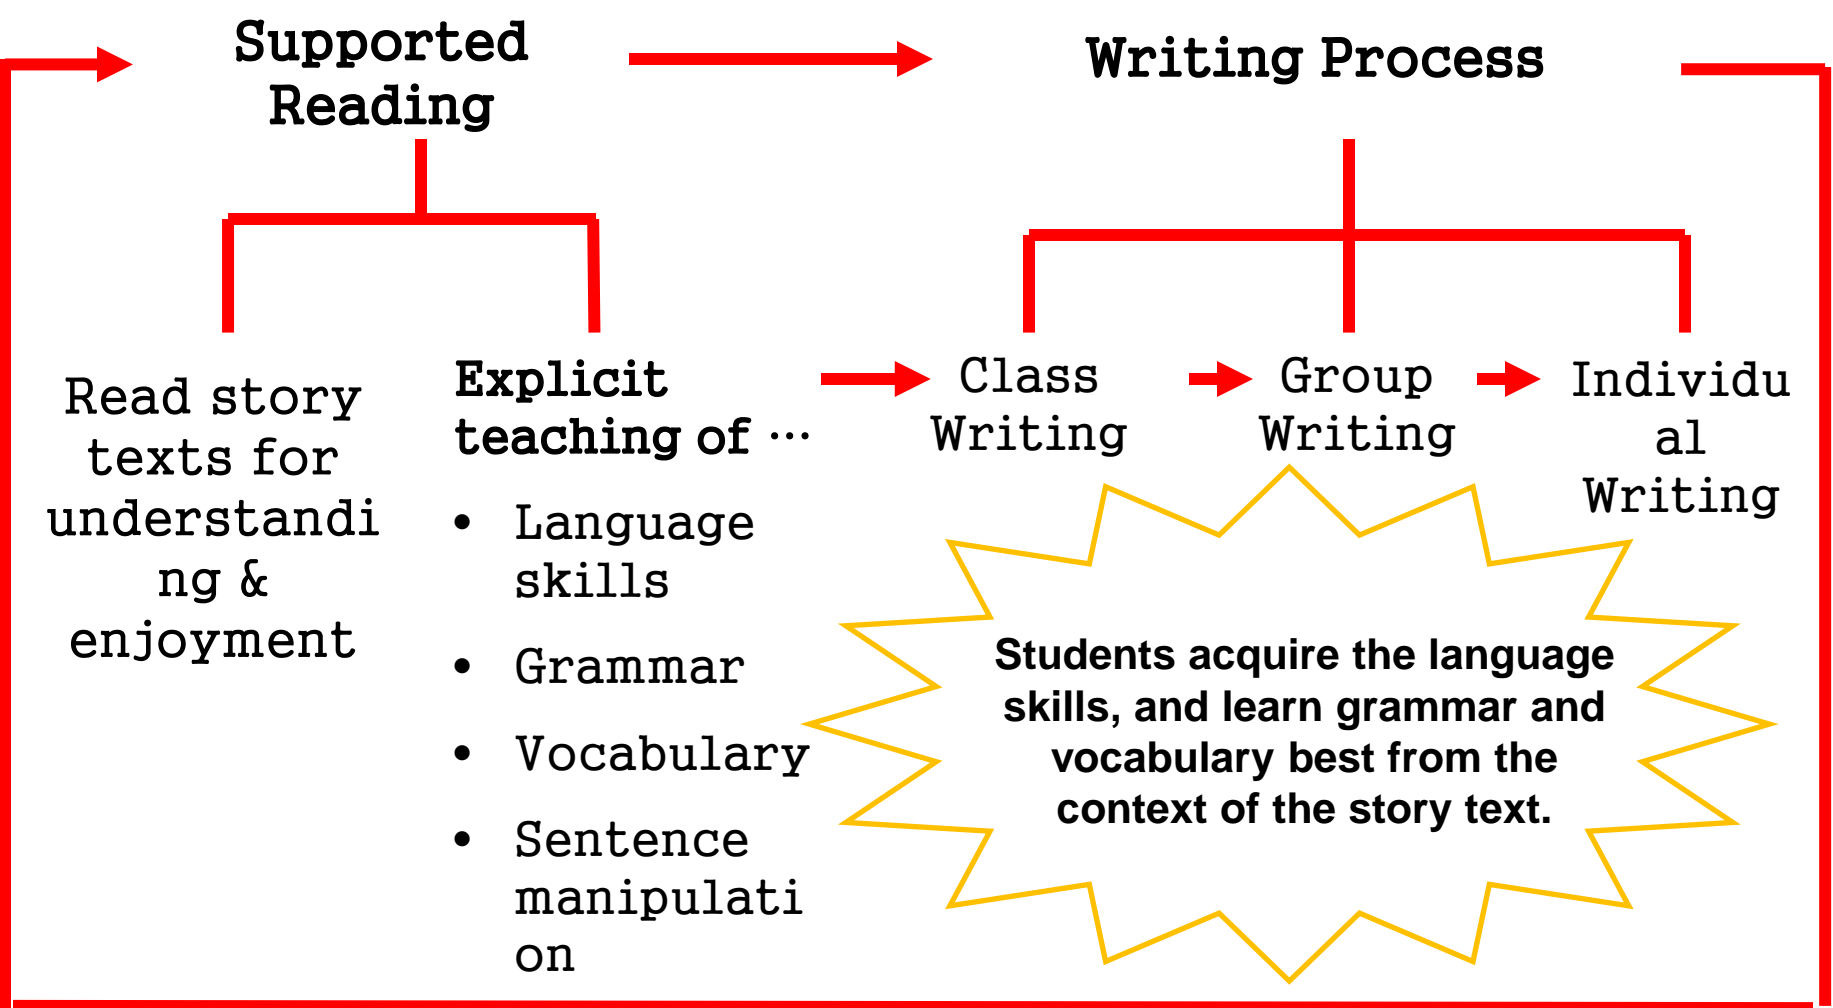 Supported
Reading
Writing Process
Read story
texts for
understandi
ng &
enjoyment
Explicit
teaching of …
• Language
skills
• Grammar
• Vocabulary
• Sentence
manipulati
on
Class
Writing
Group
Writing
Individu
al
Writing
Students acquire the language
skills, and learn grammar and
vocabulary best from the
context of the story text.